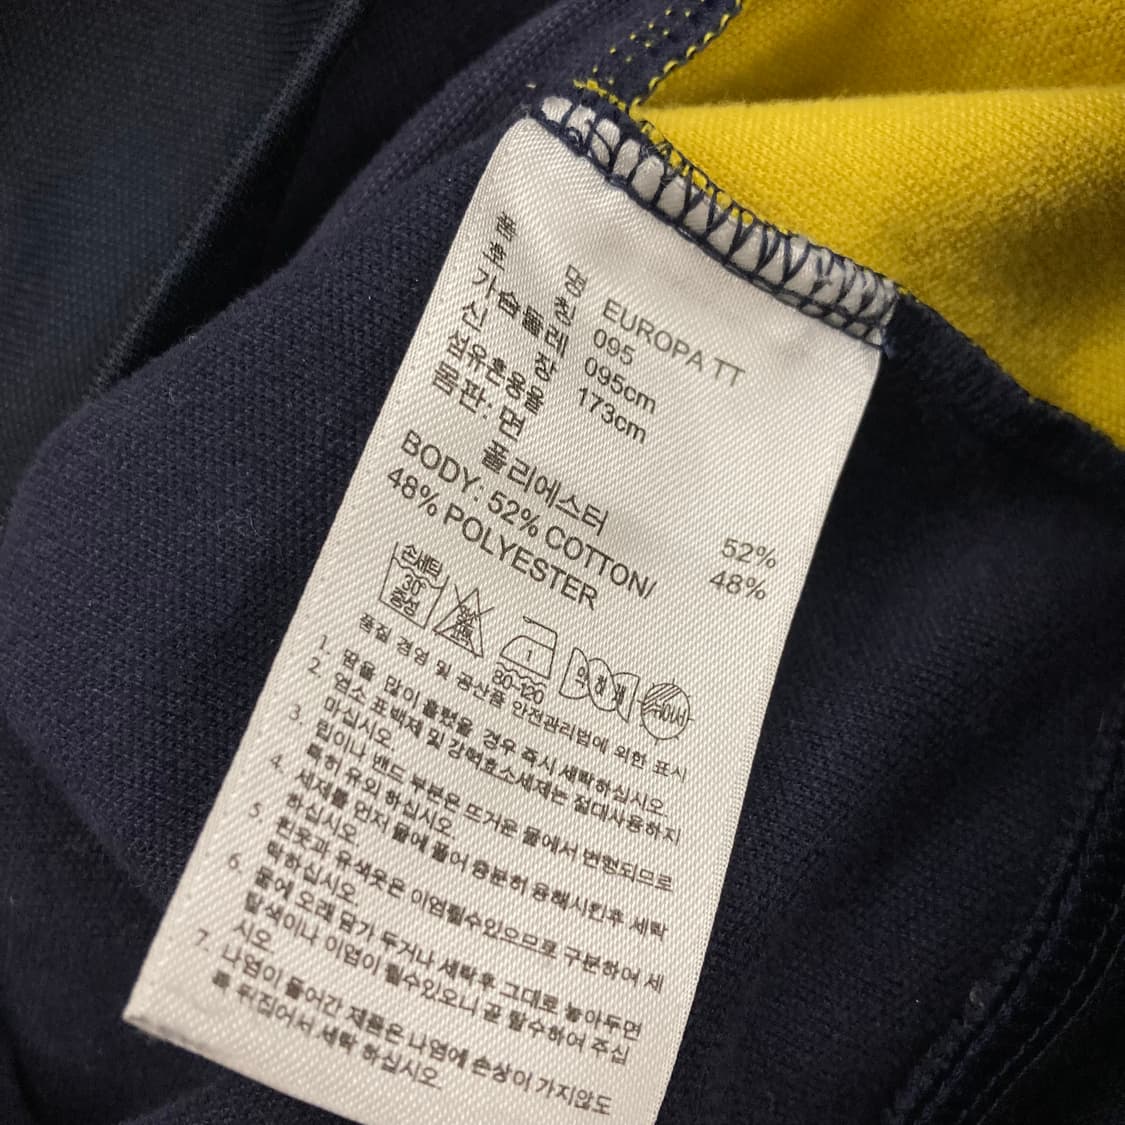 품 명 EUROPA TT
호 칭 095
가슴둘레 095cm
신 장 173cm
섬유혼용율
몸판: 면 52%
폴리에스터 48%
BODY: 52% COTTON/
48% POLYESTER
손세탁
30°
중성
염소
표백
1
80~120
드라이
옷걸이
품질 경영 및 공산품 안전관리법에 의한 표시
1. 땀을 많이 흘렸을 경우 즉시 세탁하십시오
2. 염소 표백제 및 강력효소세제는 절대사용하지
마십시오.
3. 립이나 밴드 부분은 뜨거운 물에서 변형되므로
특히 유의 하십시오.
4. 세제를 먼저 물에 풀어 충분히 용해시킨후 세탁
하십시오.
5. 흰옷과 유색옷은 이염될수있으므로 구분하여 세
탁하십시오.
6. 물에 오래 담가 두거나 세탁후 그대로 놓아두면
탈색이나 이염이 될수있으니 곧 탈수하여 주십
시오.
7. 나염이 들어간 제품은 나염에 손상이 가지않도
록 뒤집어서 세탁 하십시오.